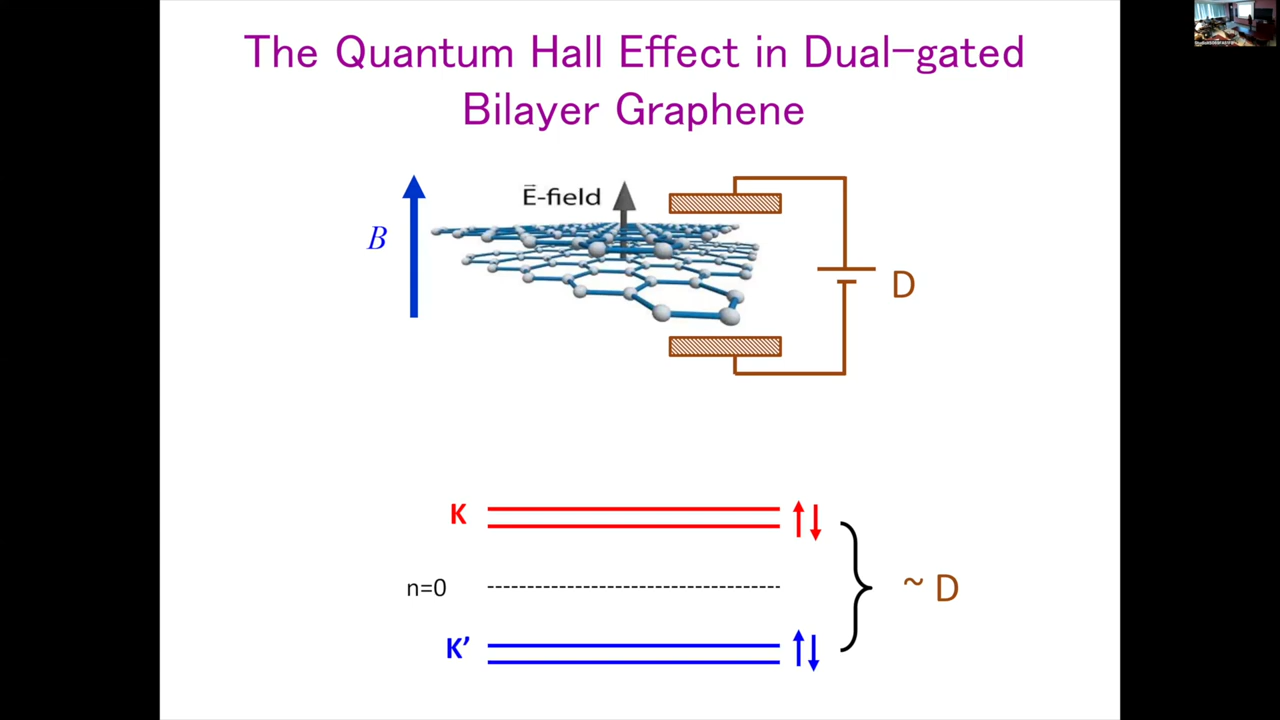 The Quantum Hall Effect in Dual-gated
Bilayer Graphene
E-field
B
D
K
n=0
~ D
K’